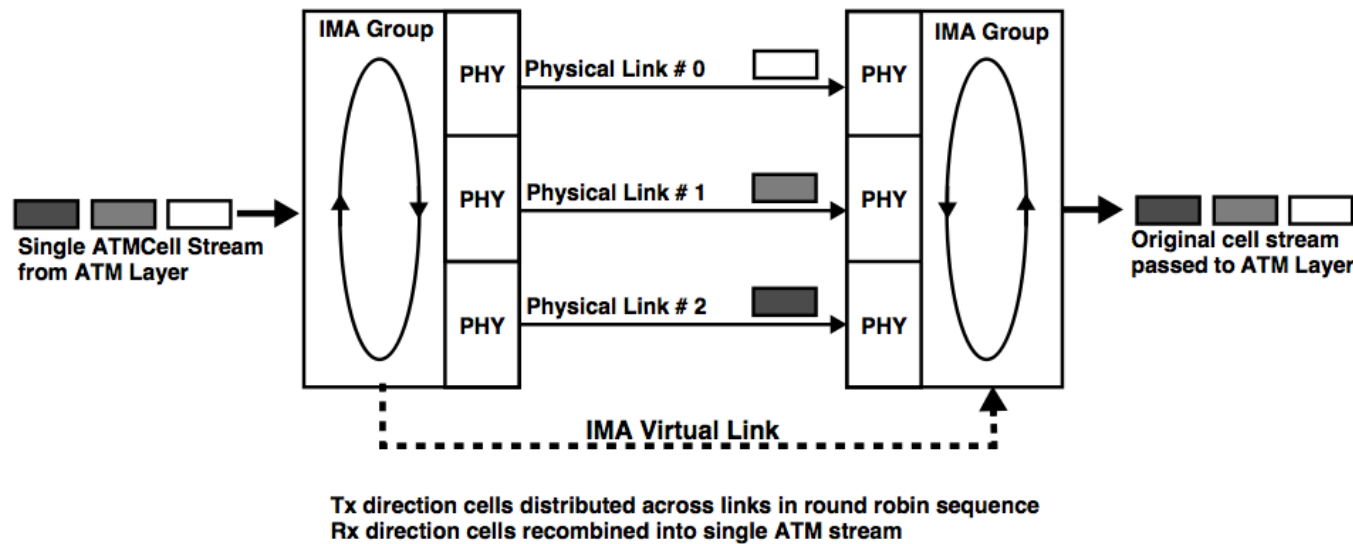 IMA Group
IMA Group
PHY
Physical Link # 0
PHY
PHY
Physical Link # 1
PHY
Single ATMCell Stream
from ATM Layer
Original cell stream
passed to ATM Layer
PHY
Physical Link # 2
PHY
IMA Virtual Link
Tx direction cells distributed across links in round robin sequence
Rx direction cells recombined into single ATM stream